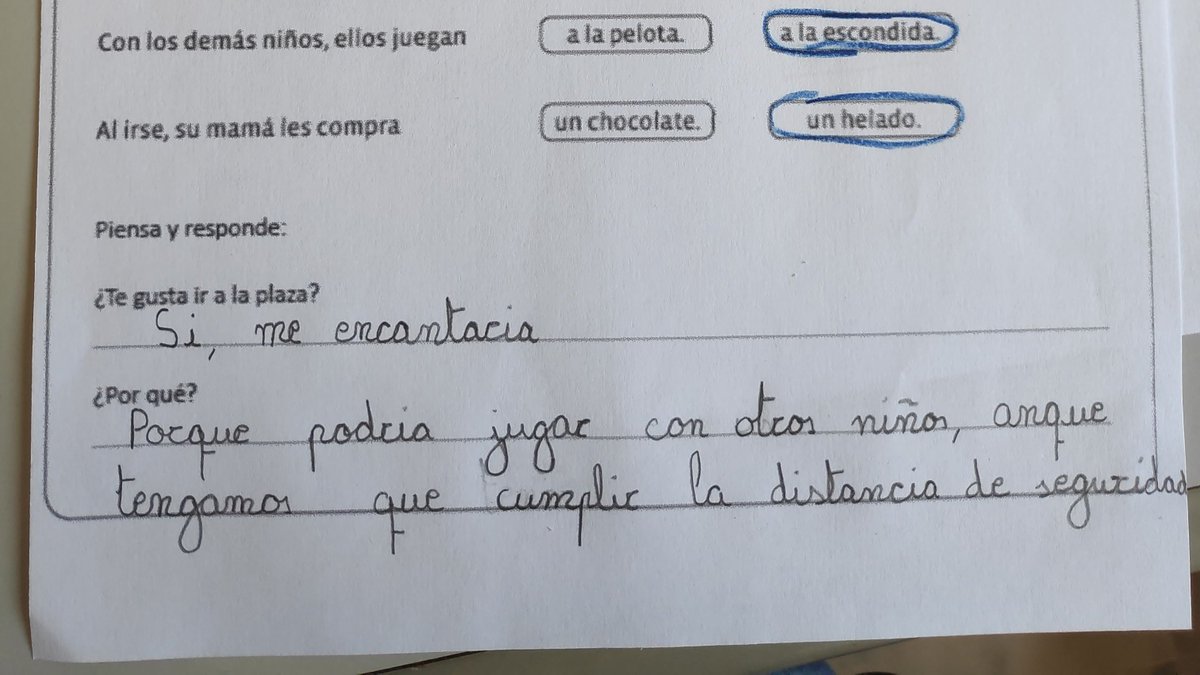 Con los demás niños, ellos juegan a la pelota. a la escondida.
Al irse, su mamá les compra un chocolate. un helado.
Piensa y responde:
¿Te gusta ir a la plaza?
Si, me encantaria
¿Por qué?
Porque podria jugar con otros niños, anque
tengamos que cumplir la distancia de seguridad